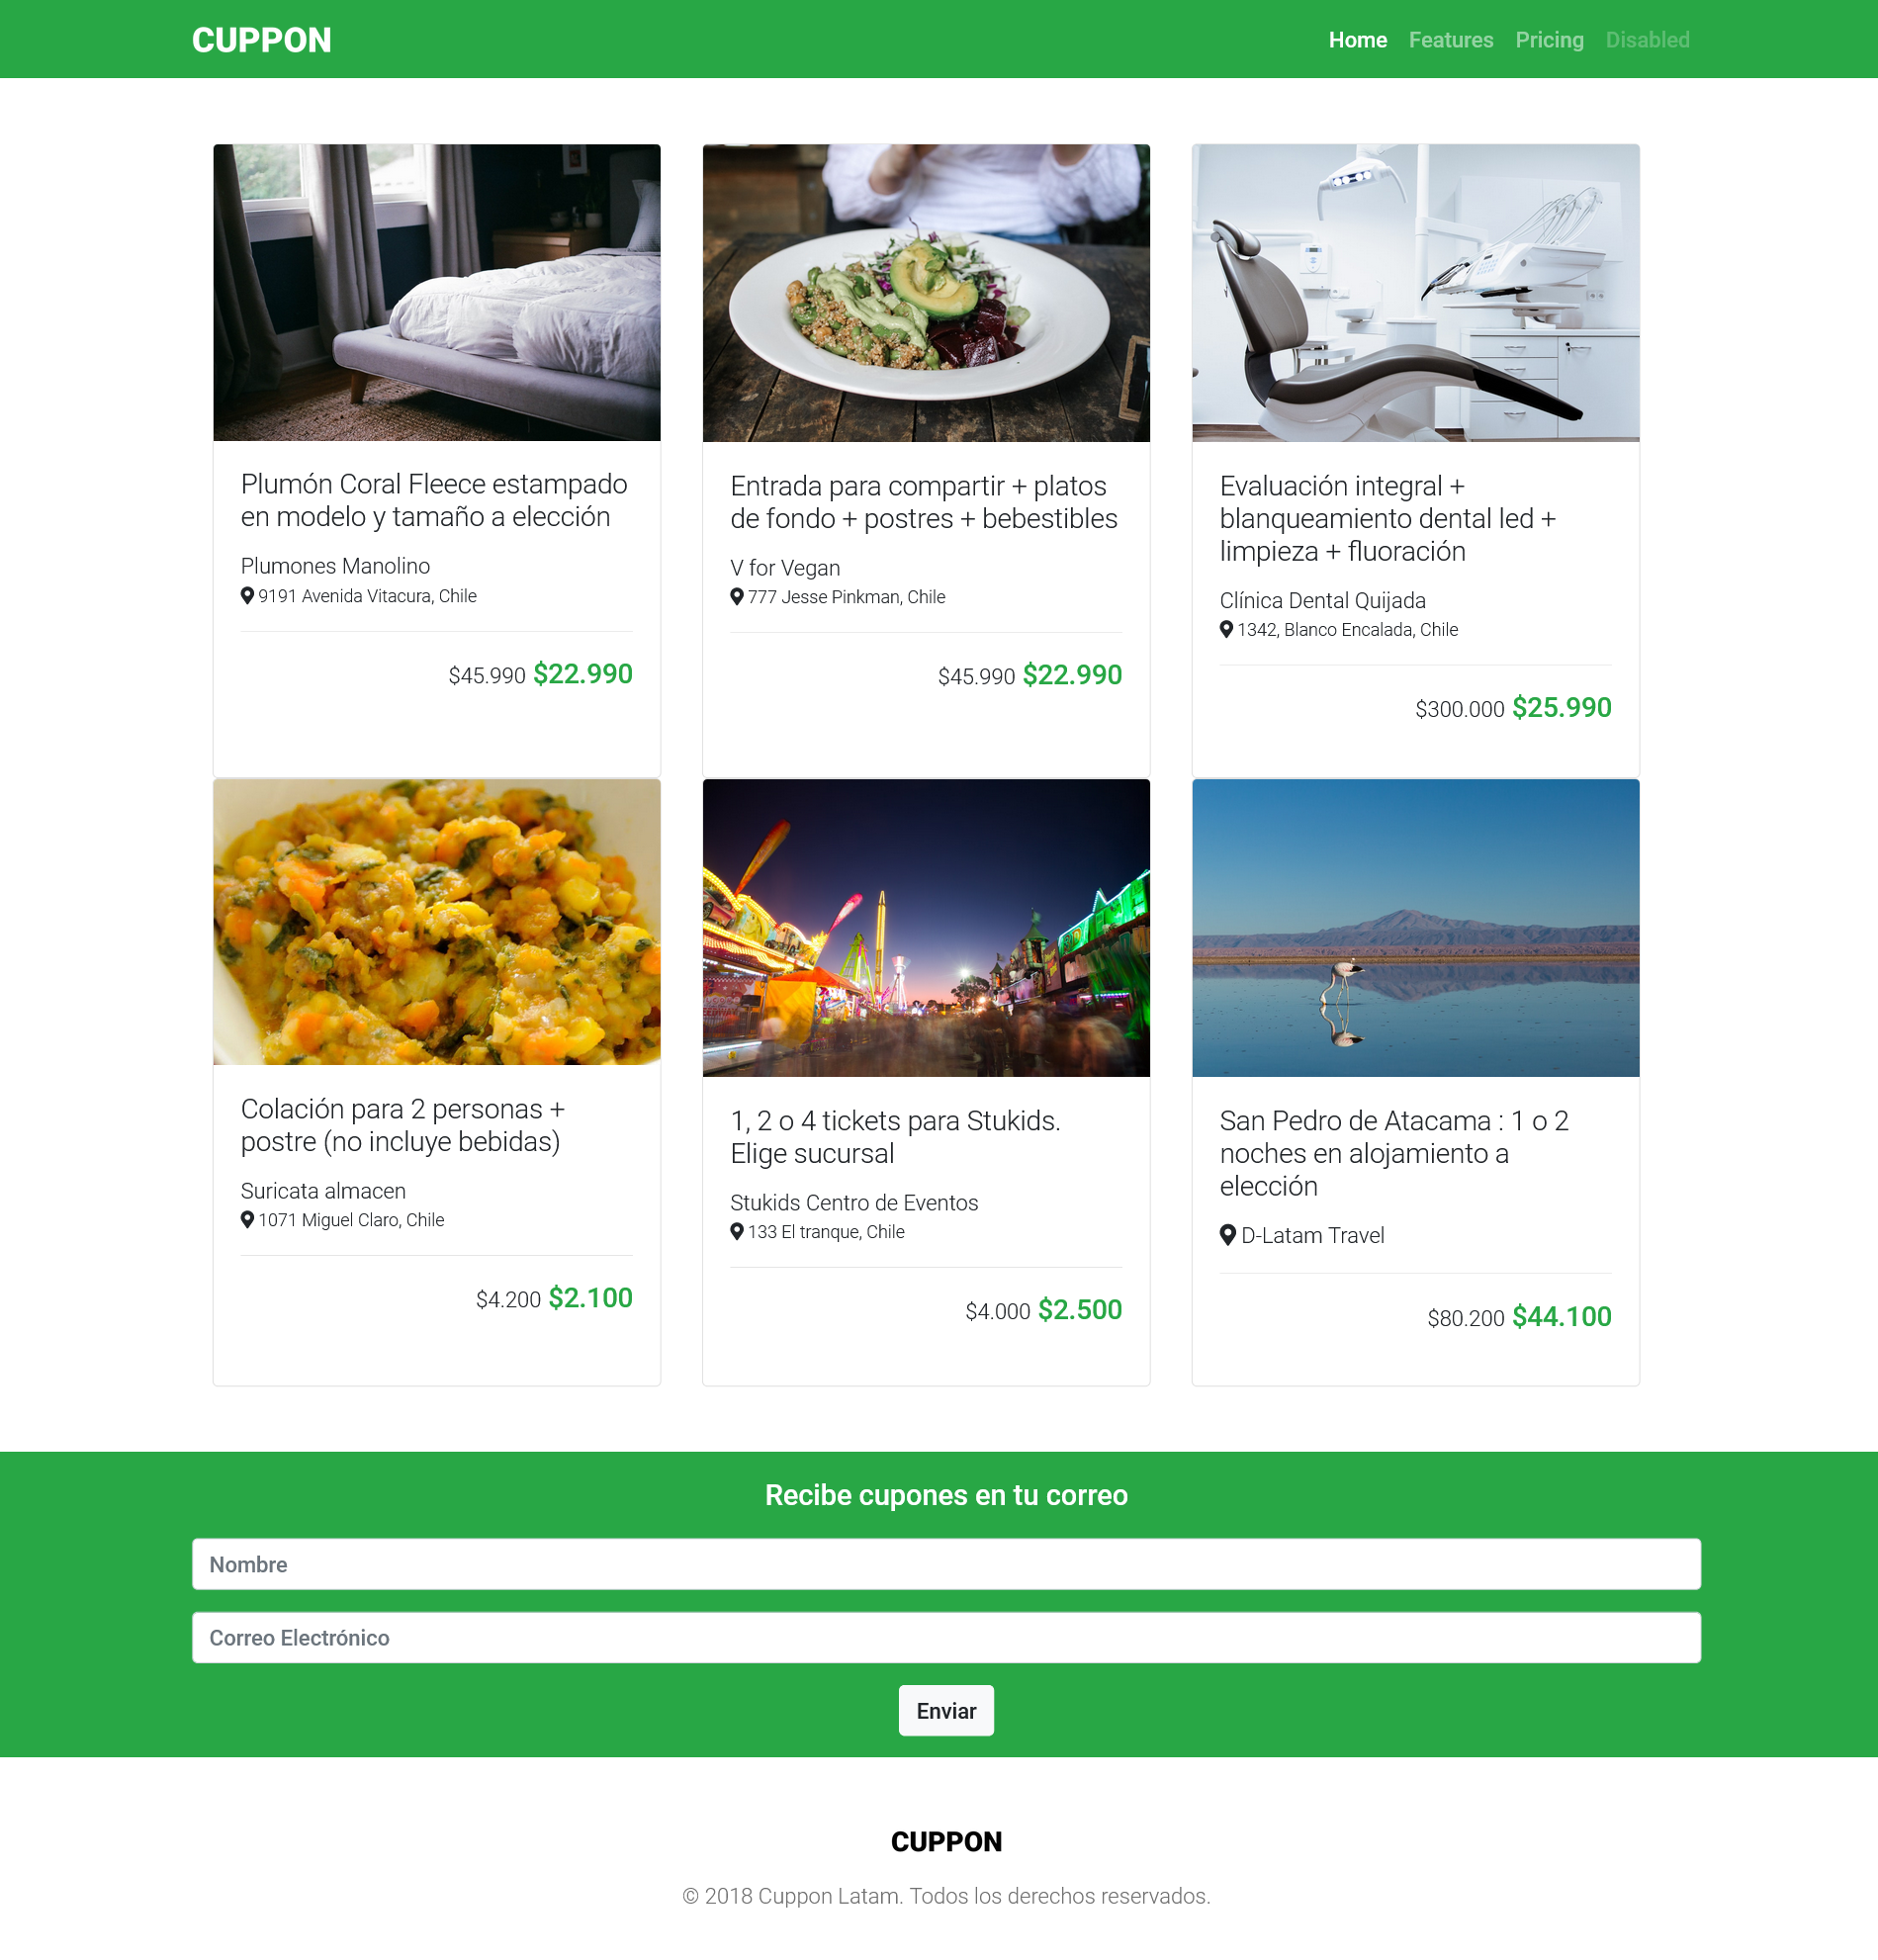 CUPPON
Home Features Pricing Disabled
Plumón Coral Fleece estampado
en modelo y tamaño a elección
Plumones Manolino
9191 Avenida Vitacura, Chile
$45.990 $22.990
Entrada para compartir + platos
de fondo + postres + bebestibles
V for Vegan
777 Jesse Pinkman, Chile
$45.990 $22.990
Evaluación integral +
blanqueamiento dental led +
limpieza + fluoración
Clínica Dental Quijada
1342, Blanco Encalada, Chile
$300.000 $25.990
Colación para 2 personas +
postre (no incluye bebidas)
Suricata almacen
1071 Miguel Claro, Chile
$4.200 $2.100
1, 2 o 4 tickets para Stukids.
Elige sucursal
Stukids Centro de Eventos
133 El tranque, Chile
$4.000 $2.500
San Pedro de Atacama : 1 o 2
noches en alojamiento a
elección
D-Latam Travel
$80.200 $44.100
Recibe cupones en tu correo
Nombre
Correo Electrónico
Enviar
CUPPON
© 2018 Cuppon Latam. Todos los derechos reservados.